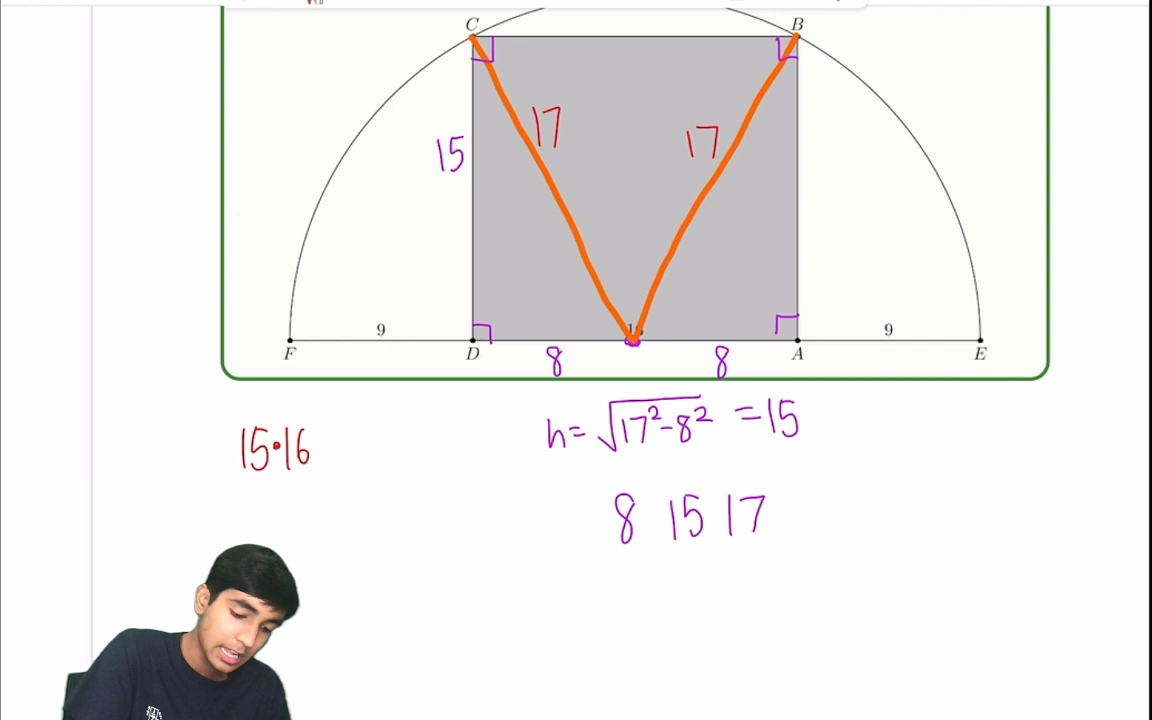 C B
17 17
15
9 9
F D A E
8 8
h= √17²-8² =15
15•16
8 15 17